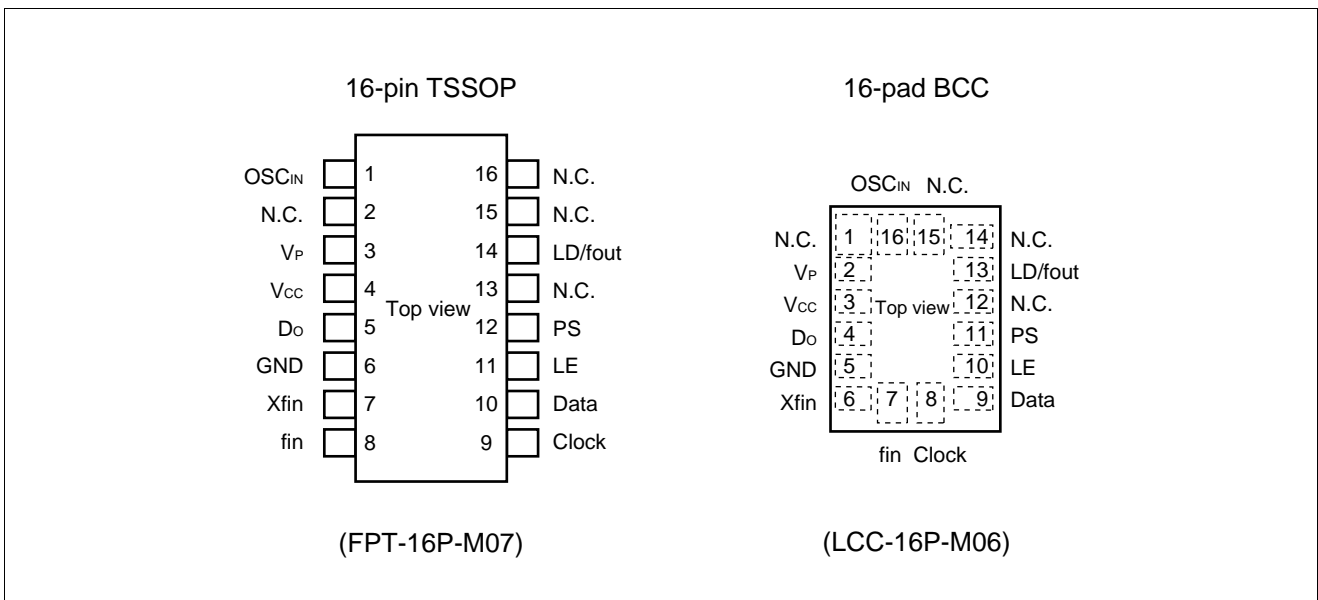 16-pin TSSOP
OSCIN 1 16 N.C.
N.C. 2 15 N.C.
VP 3 14 LD/fout
VCC 4 13 N.C.
Top view
DO 5 12 PS
GND 6 11 LE
Xfin 7 10 Data
fin 8 9 Clock
(FPT-16P-M07)
16-pad BCC
OSCIN N.C.
N.C. 1 16 15 14 N.C.
VP 2 13 LD/fout
VCC 3 Top view 12 N.C.
DO 4 11 PS
GND 5 10 LE
Xfin 6 7 8 9 Data
fin Clock
(LCC-16P-M06)